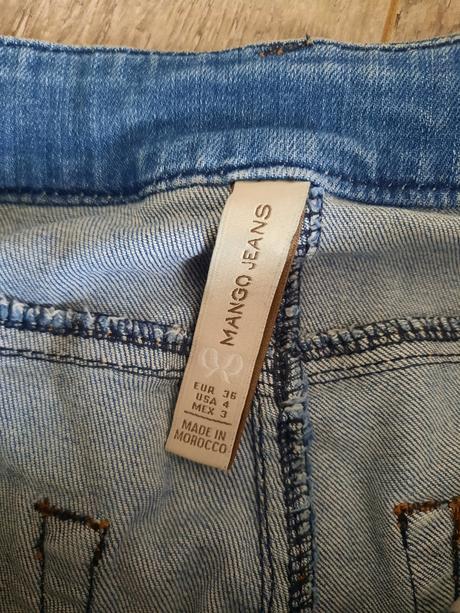 MANGO JEANS
EUR 36
USA 4
MEX 3
MADE IN
MOROCCO